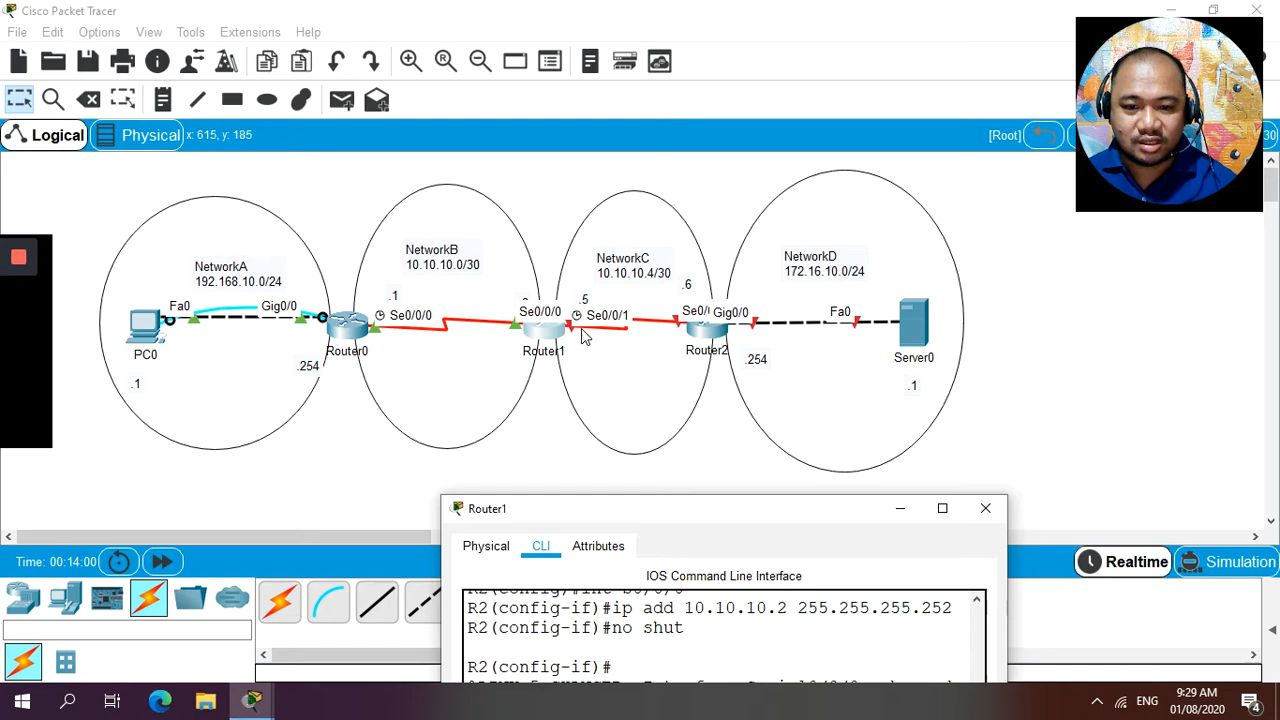 Cisco Packet Tracer
File Edit Options View Tools Extensions Help
Logical Physical x: 615, y: 185 [Root] 30
NetworkA
192.168.10.0/24
NetworkB
10.10.10.0/30
NetworkC
10.10.10.4/30
NetworkD
172.16.10.0/24
.1 .5 .6
Fa0 Gig0/0 Se0/0/0 Se0/0/0 Se0/0/1 Gig0/0 Fa0
PC0 Router0 Router1 Router2 Server0
.1 .254 .254 .1
Router1
Physical CLI Attributes
IOS Command Line Interface
R2(config-if)#ip add 10.10.10.2 255.255.255.252
R2(config-if)#no shut
R2(config-if)#
Time: 00:14:00 Realtime Simulation
ENG 9:29 AM
01/08/2020
4